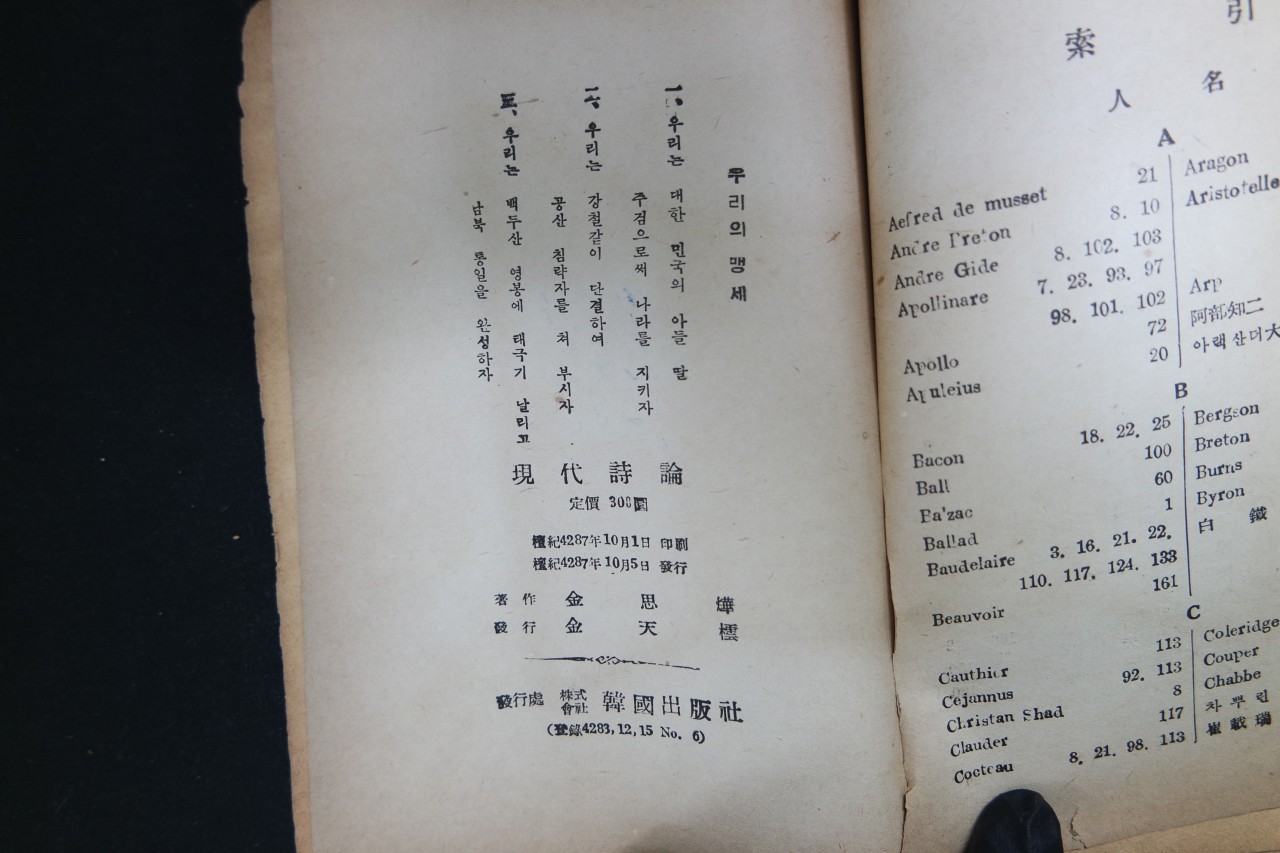 우리의 맹세
一、우리는 대한 민국의 아들 딸
주검으로써 나라를 지키자
二、우리는 강철같이 단결하여
공산 침략자를 쳐 부시자
三、우리는 백두산 영봉에 태극기 날리고
남북 통일을 완성하자
現代詩論
定價 300圜
檀紀4287年10月1日 印刷
檀紀4287年10月5日 發行
著作 金思燁
發行 金天橒
發行處 株式會社 韓國出版社
(登錄4283,12,15 No. 6)
引
索
人名
A
Aefred de musset 21
Andre Breton 8. 10
Andre Gide 8. 102. 103
Apollinare 7. 23. 93. 97
98. 101. 102
Apollo 72
Apuleius 20
Aragon
Aristotelle
Arp
阿部知二
아랙산더大
B
Bacon 18. 22. 25
Ball 100
Ba'zac 60
Ballad 1
Baudelaire 3. 16. 21. 22.
110. 117. 124. 133
Beauvoir 161
Bergson
Breton
Burns
Byron
白鐵
C
Cauthier 113
Cejannus 92. 113
Christan Shad 8
Clauder 117
Cocteau 8. 21. 98. 113
Coleridge
Couper
Chabbe
차뿌린
崔載瑞